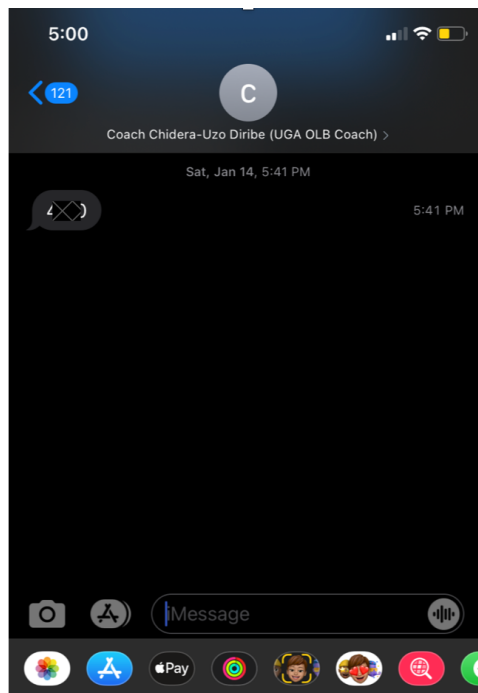 5:00
121
C
Coach Chidera-Uzo Diribe (UGA OLB Coach)
Sat, Jan 14, 5:41 PM
5:41 PM
iMessage
Pay